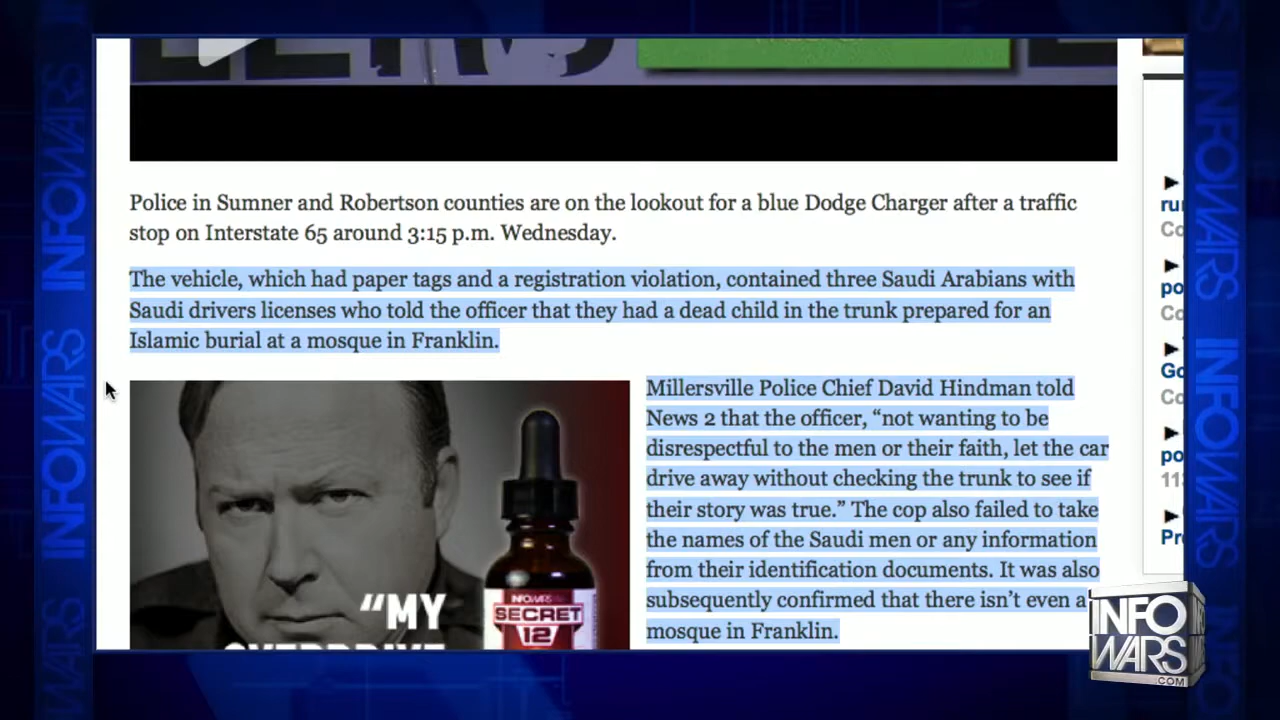 Police in Sumner and Robertson counties are on the lookout for a blue Dodge Charger after a traffic
stop on Interstate 65 around 3:15 p.m. Wednesday.
The vehicle, which had paper tags and a registration violation, contained three Saudi Arabians with
Saudi drivers licenses who told the officer that they had a dead child in the trunk prepared for an
Islamic burial at a mosque in Franklin.
Millersville Police Chief David Hindman told
News 2 that the officer, “not wanting to be
disrespectful to the men or their faith, let the car
drive away without checking the trunk to see if
their story was true.” The cop also failed to take
the names of the Saudi men or any information
from their identification documents. It was also
subsequently confirmed that there isn’t even a
mosque in Franklin.
“MY
INFOWARS
SECRET
12
INFOWARS
INFOWARS
INFOWARS
INFOWARS
INFO
WARS
.COM